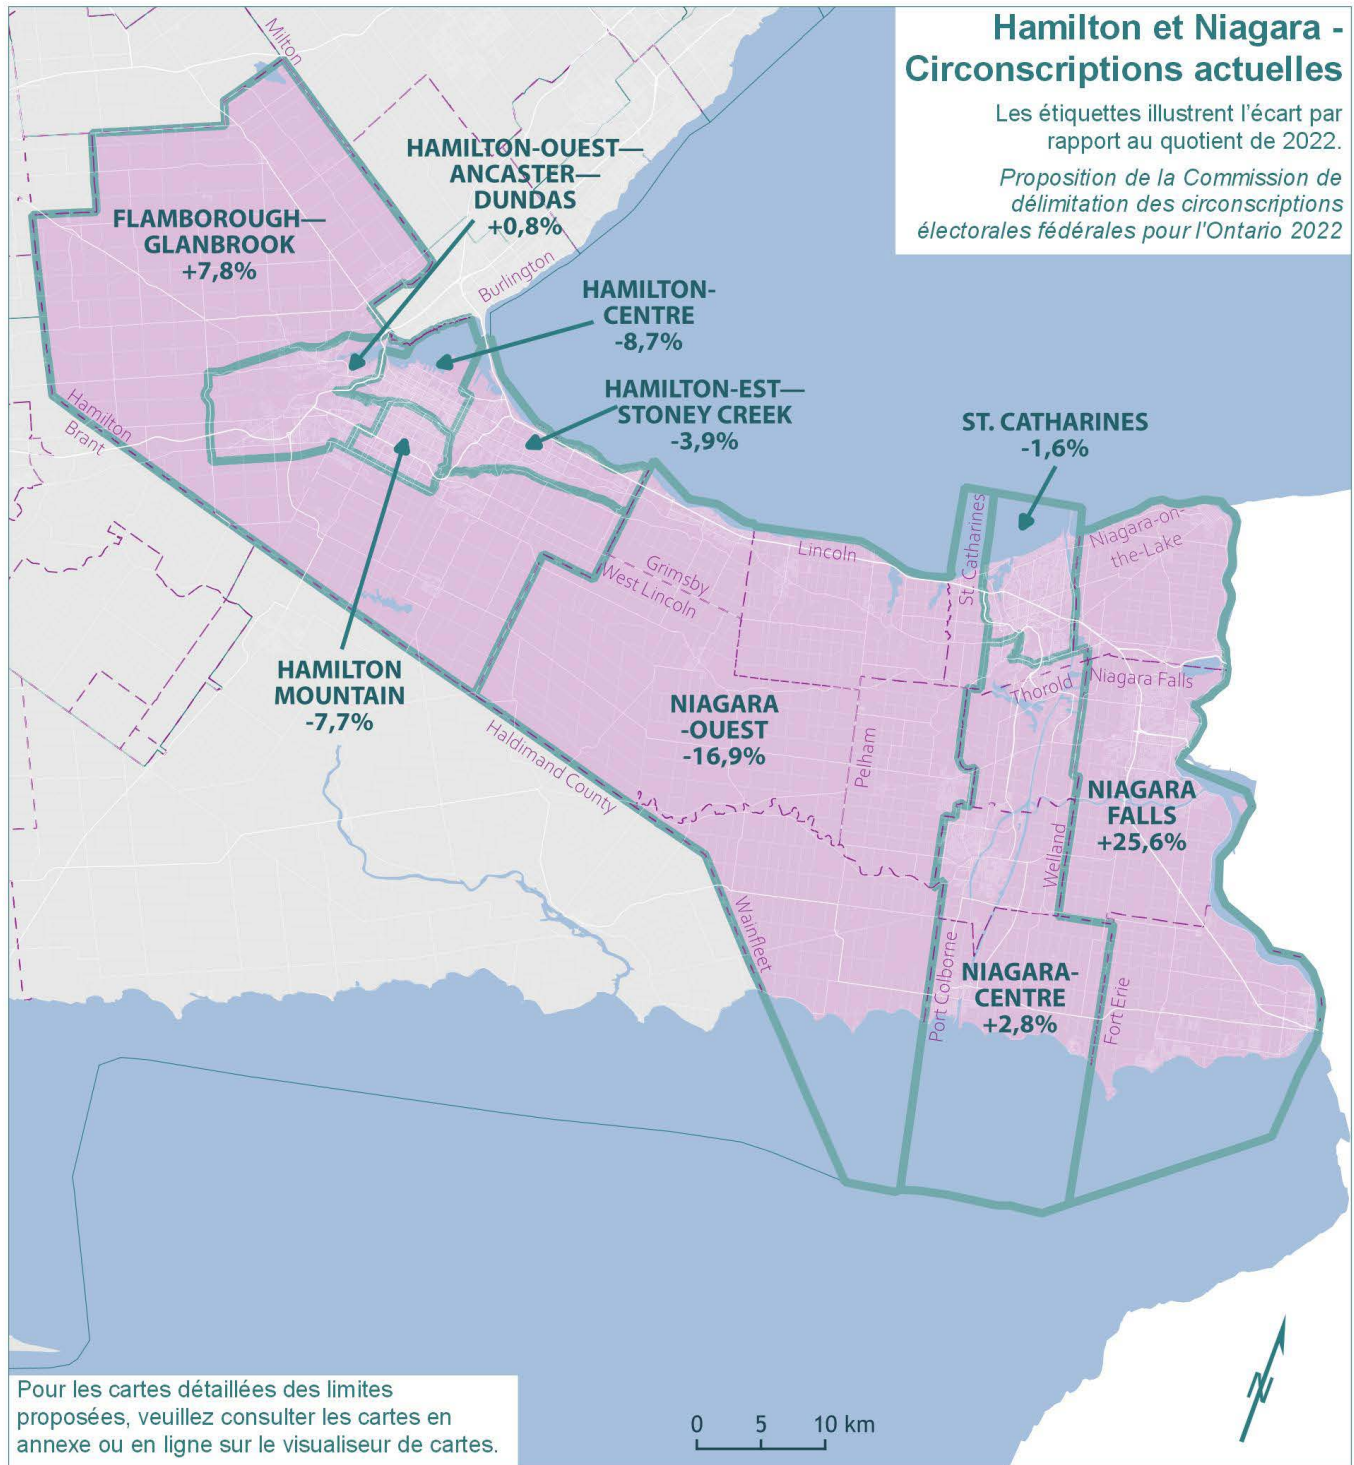 Hamilton et Niagara -
Circonscriptions actuelles
Les étiquettes illustrent l'écart par
rapport au quotient de 2022.
Proposition de la Commission de
délimitation des circonscriptions
électorales fédérales pour l'Ontario 2022
Milton
HAMILTON-OUEST—
ANCASTER—
DUNDAS
+0,8%
FLAMBOROUGH—
GLANBROOK
+7,8%
Burlington
HAMILTON-
CENTRE
-8,7%
HAMILTON-EST—
STONEY CREEK
-3,9%
Hamilton
Brant
ST. CATHARINES
-1,6%
St. Catharines
Niagara-on-
the-Lake
Lincoln
Grimsby
West Lincoln
HAMILTON
MOUNTAIN
-7,7%
Thorold
Niagara Falls
NIAGARA
-OUEST
-16,9%
Pelham
Haldimand County
NIAGARA
FALLS
+25,6%
Welland
Wainfleet
Port Colborne
NIAGARA-
CENTRE
+2,8%
Fort Erie
Pour les cartes détaillées des limites
proposées, veuillez consulter les cartes en
annexe ou en ligne sur le visualiseur de cartes.
0 5 10 km
N